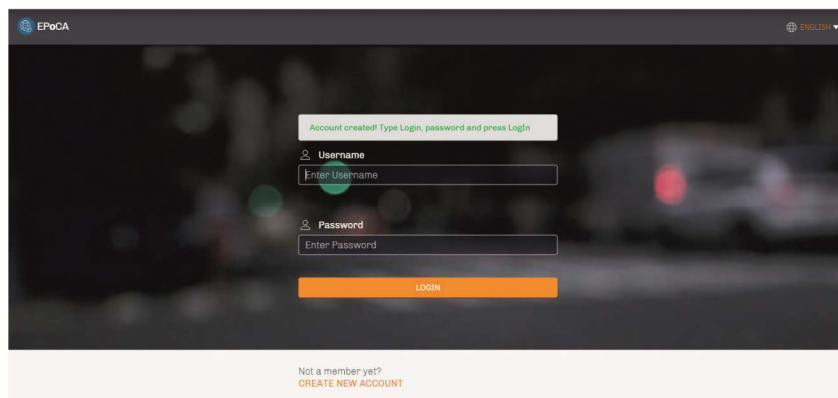 EPoCA
ENGLISH
Account created! Type Login, password and press LogIn
Username
Enter Username
Password
Enter Password
LOGIN
Not a member yet?
CREATE NEW ACCOUNT